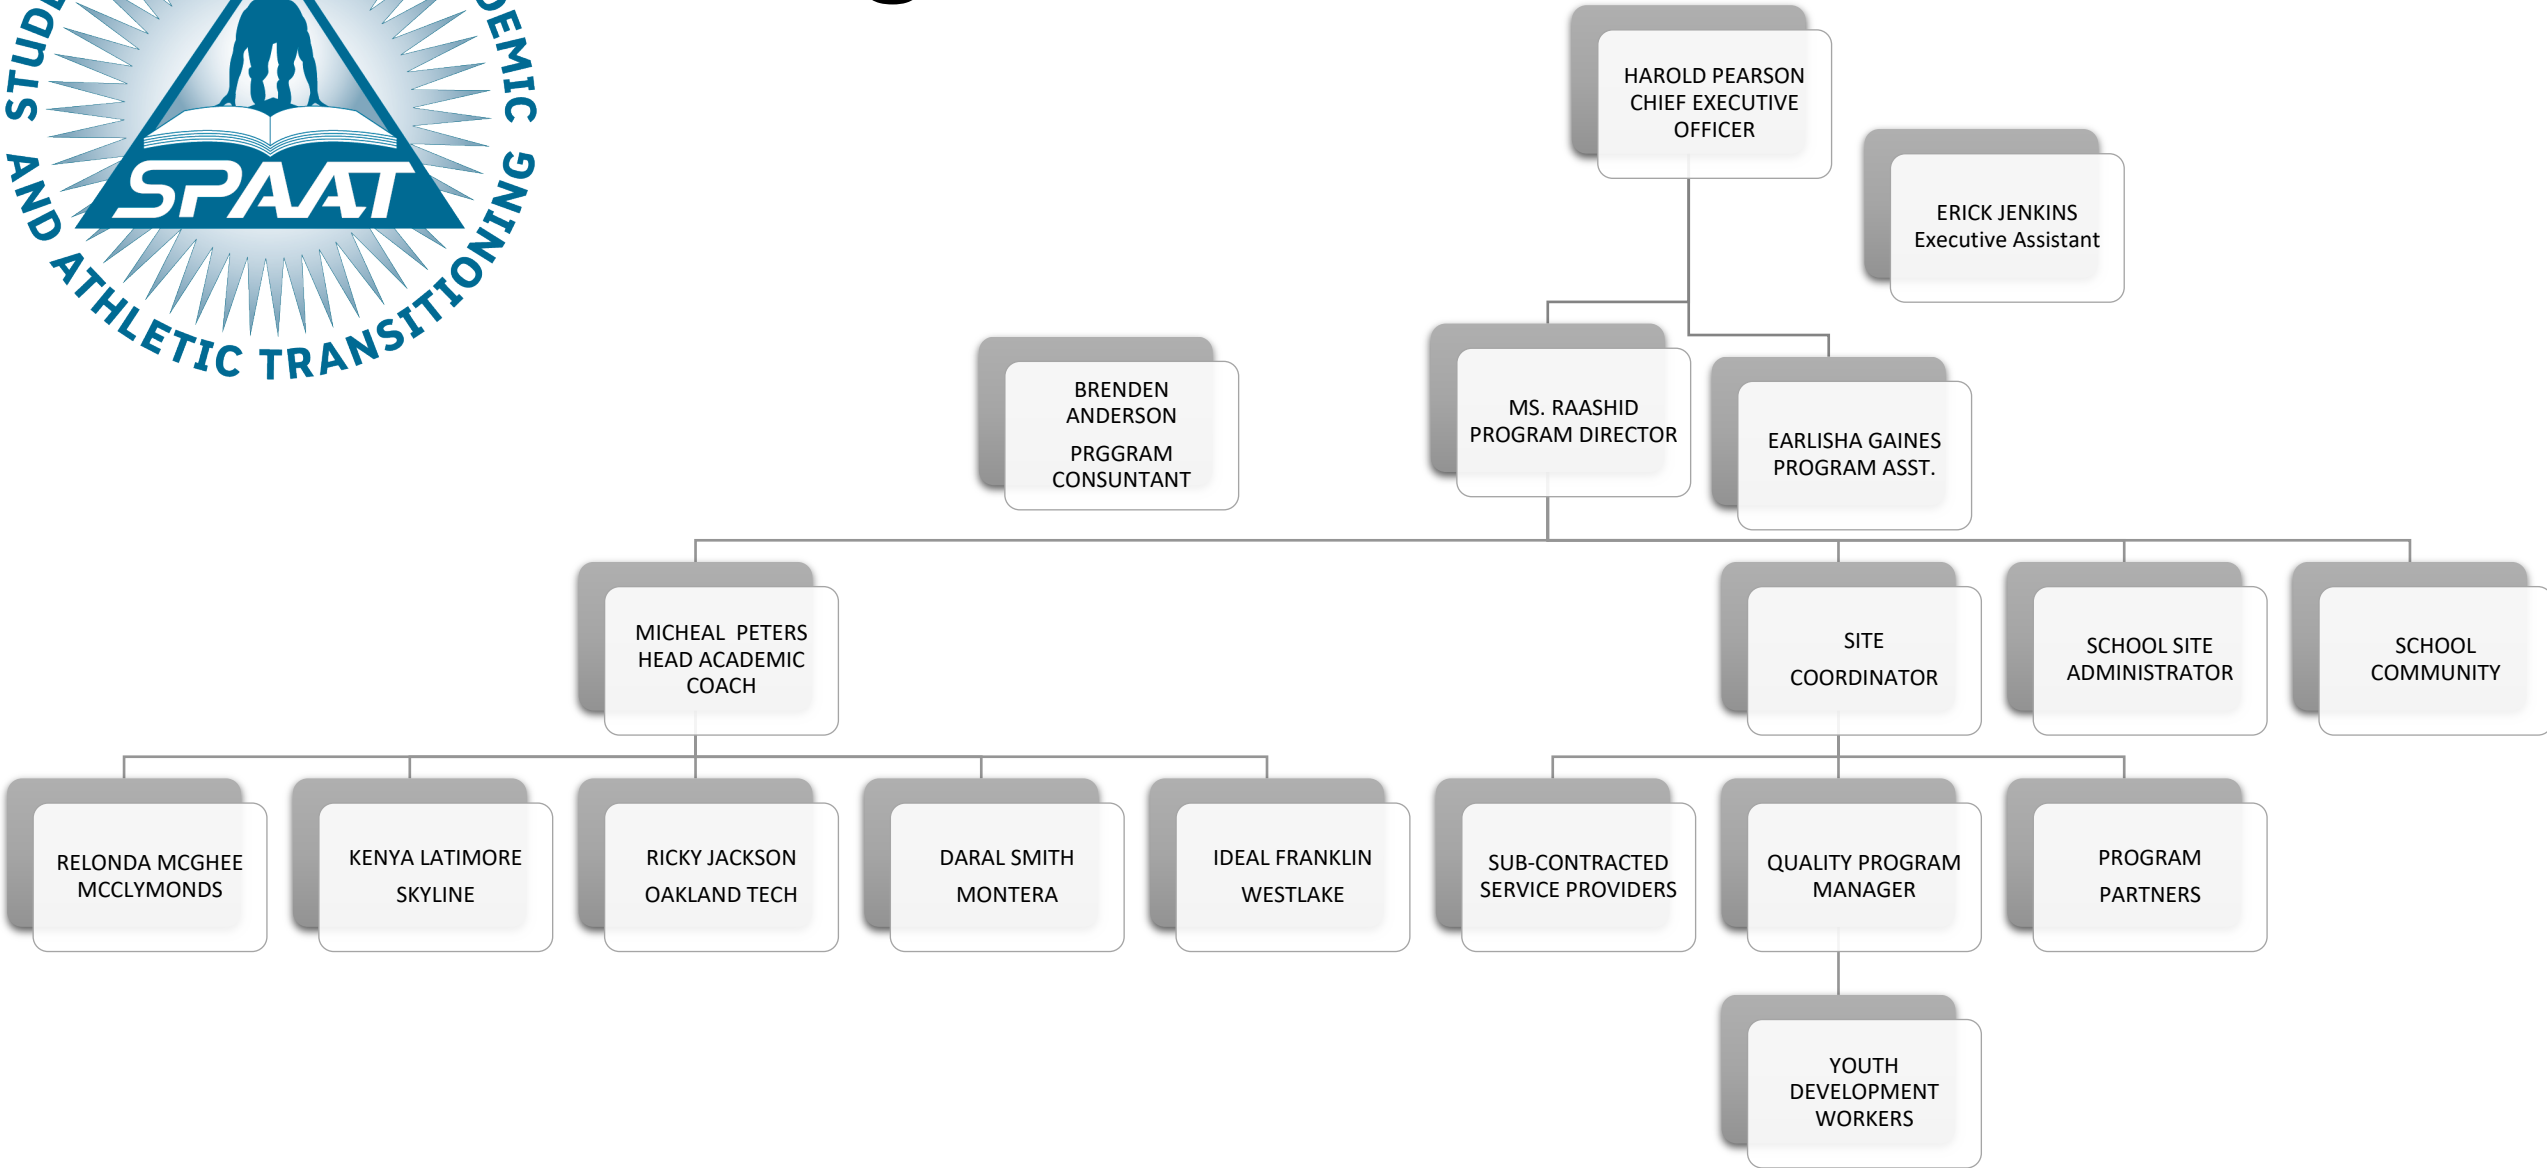 AND ATHLETIC TRANSITIONING
SPAAT
HAROLD PEARSON
CHIEF EXECUTIVE
OFFICER
ERICK JENKINS
Executive Assistant
BRENDEN
ANDERSON
PRGGRAM
CONSUNTANT
MS. RAASHID
PROGRAM DIRECTOR
EARLISHA GAINES
PROGRAM ASST.
MICHEAL PETERS
HEAD ACADEMIC
COACH
SITE
COORDINATOR
SCHOOL SITE
ADMINISTRATOR
SCHOOL
COMMUNITY
RELONDA MCGHEE
MCCLYMONDS
KENYA LATIMORE
SKYLINE
RICKY JACKSON
OAKLAND TECH
DARAL SMITH
MONTERA
IDEAL FRANKLIN
WESTLAKE
SUB-CONTRACTED
SERVICE PROVIDERS
QUALITY PROGRAM
MANAGER
PROGRAM
PARTNERS
YOUTH
DEVELOPMENT
WORKERS